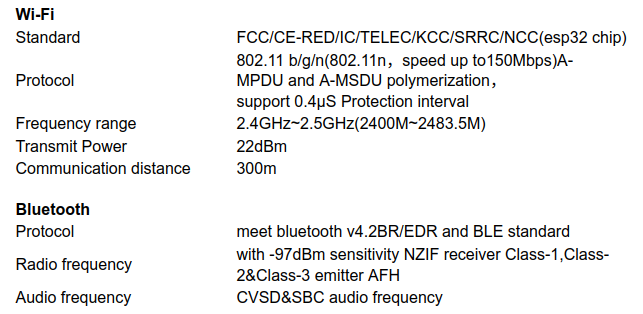 Wi-Fi
Standard FCC/CE-RED/IC/TELEC/KCC/SRRC/NCC(esp32 chip)
Protocol 802.11 b/g/n(802.11n，speed up to150Mbps)A-
MPDU and A-MSDU polymerization，
support 0.4μS Protection interval
Frequency range 2.4GHz~2.5GHz(2400M~2483.5M)
Transmit Power 22dBm
Communication distance 300m
Bluetooth
Protocol meet bluetooth v4.2BR/EDR and BLE standard
Radio frequency with -97dBm sensitivity NZIF receiver Class-1,Class-
2&Class-3 emitter AFH
Audio frequency CVSD&SBC audio frequency